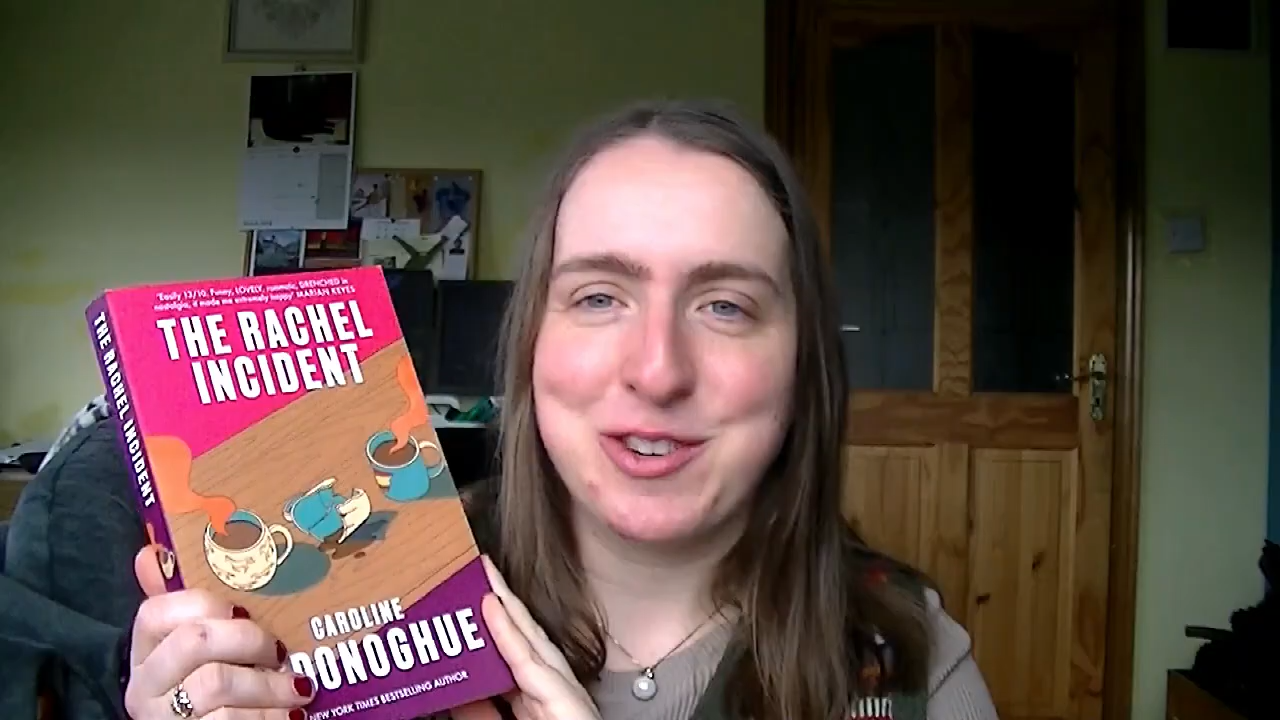 'Easily 13/10. Funny, LOVELY, romantic, DRENCHED in
nostalgia, it made me extremely happy' MARIAN KEYES
THE RACHEL
INCIDENT
CAROLINE
DONOGHUE
NEW YORK TIMES BESTSELLING AUTHOR
THE RACHEL INCIDENT